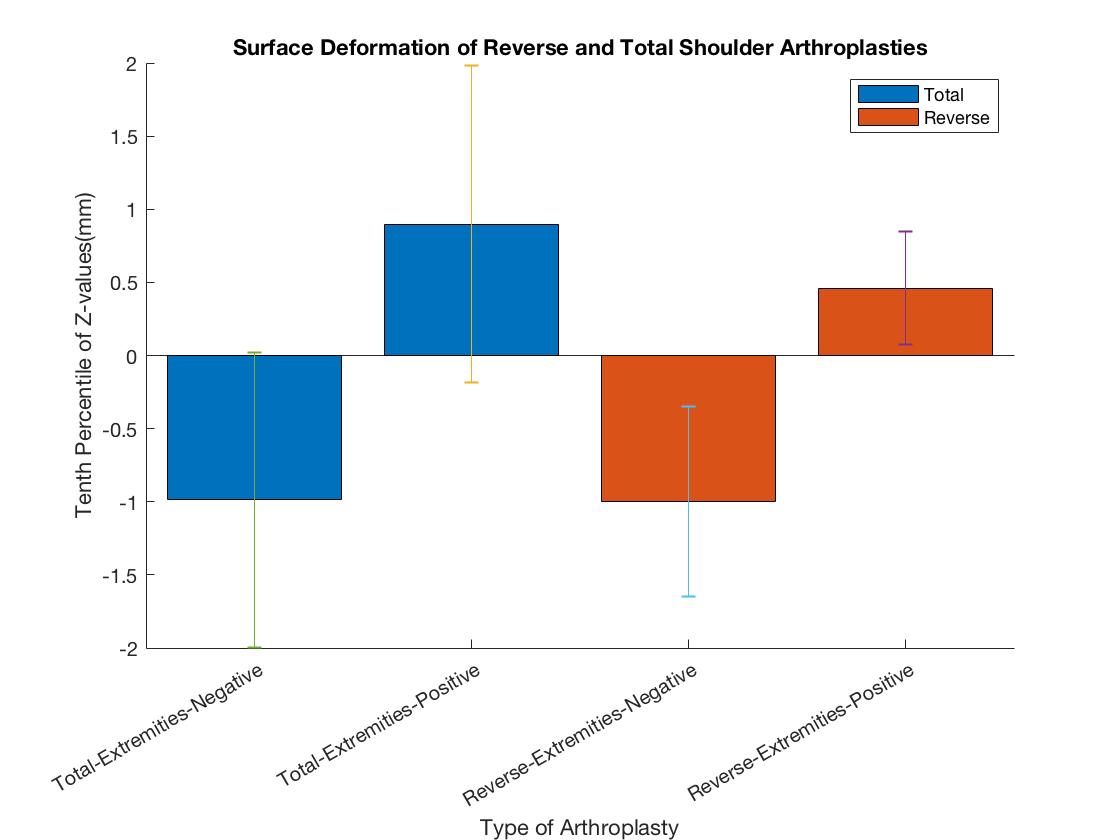 Surface Deformation of Reverse and Total Shoulder Arthroplasties
Total
Reverse
Tenth Percentile of Z-values(mm)
2
1.5
1
0.5
0
-0.5
-1
-1.5
-2
Total-Extremities-Negative
Total-Extremities-Positive
Reverse-Extremities-Negative
Reverse-Extremities-Positive
Type of Arthroplasty